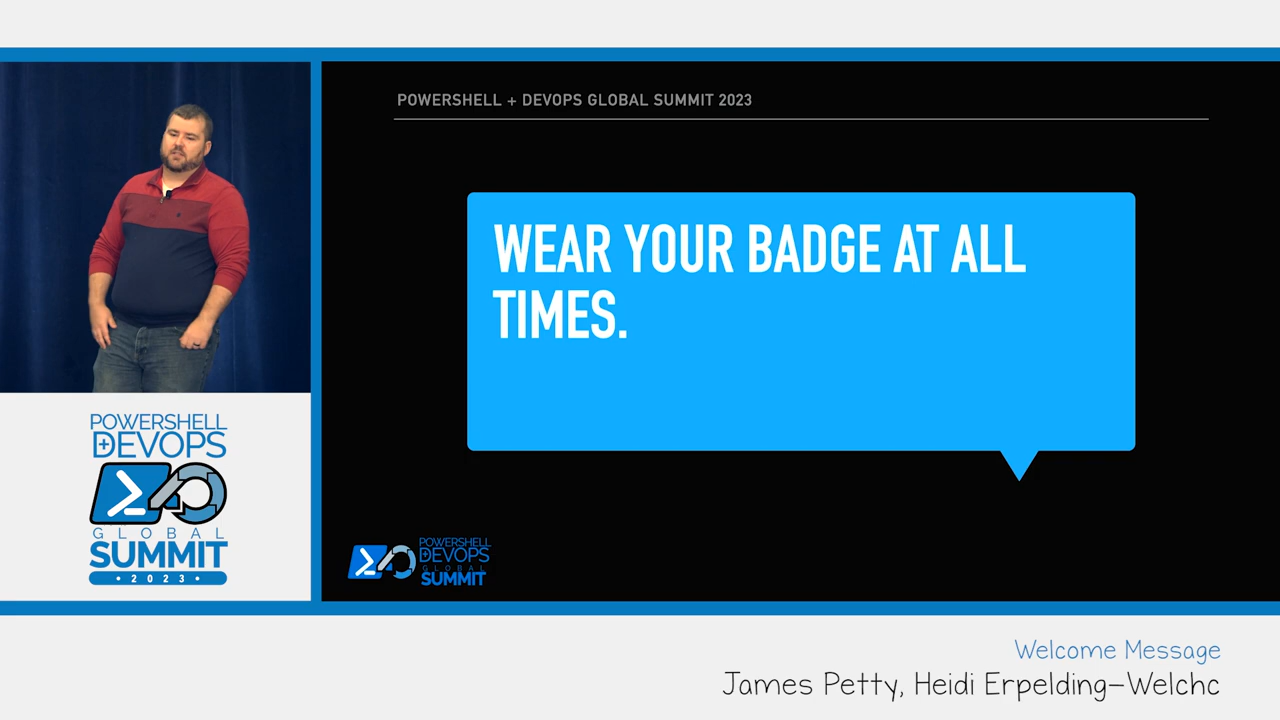 POWERSHELL + DEVOPS GLOBAL SUMMIT 2023
WEAR YOUR BADGE AT ALL
TIMES.
POWERSHELL
+DEVOPS
GLOBAL
SUMMIT
• 2023 •
POWERSHELL
+DEVOPS
GLOBAL
SUMMIT
Welcome Message
James Petty, Heidi Erpelding-Welchc